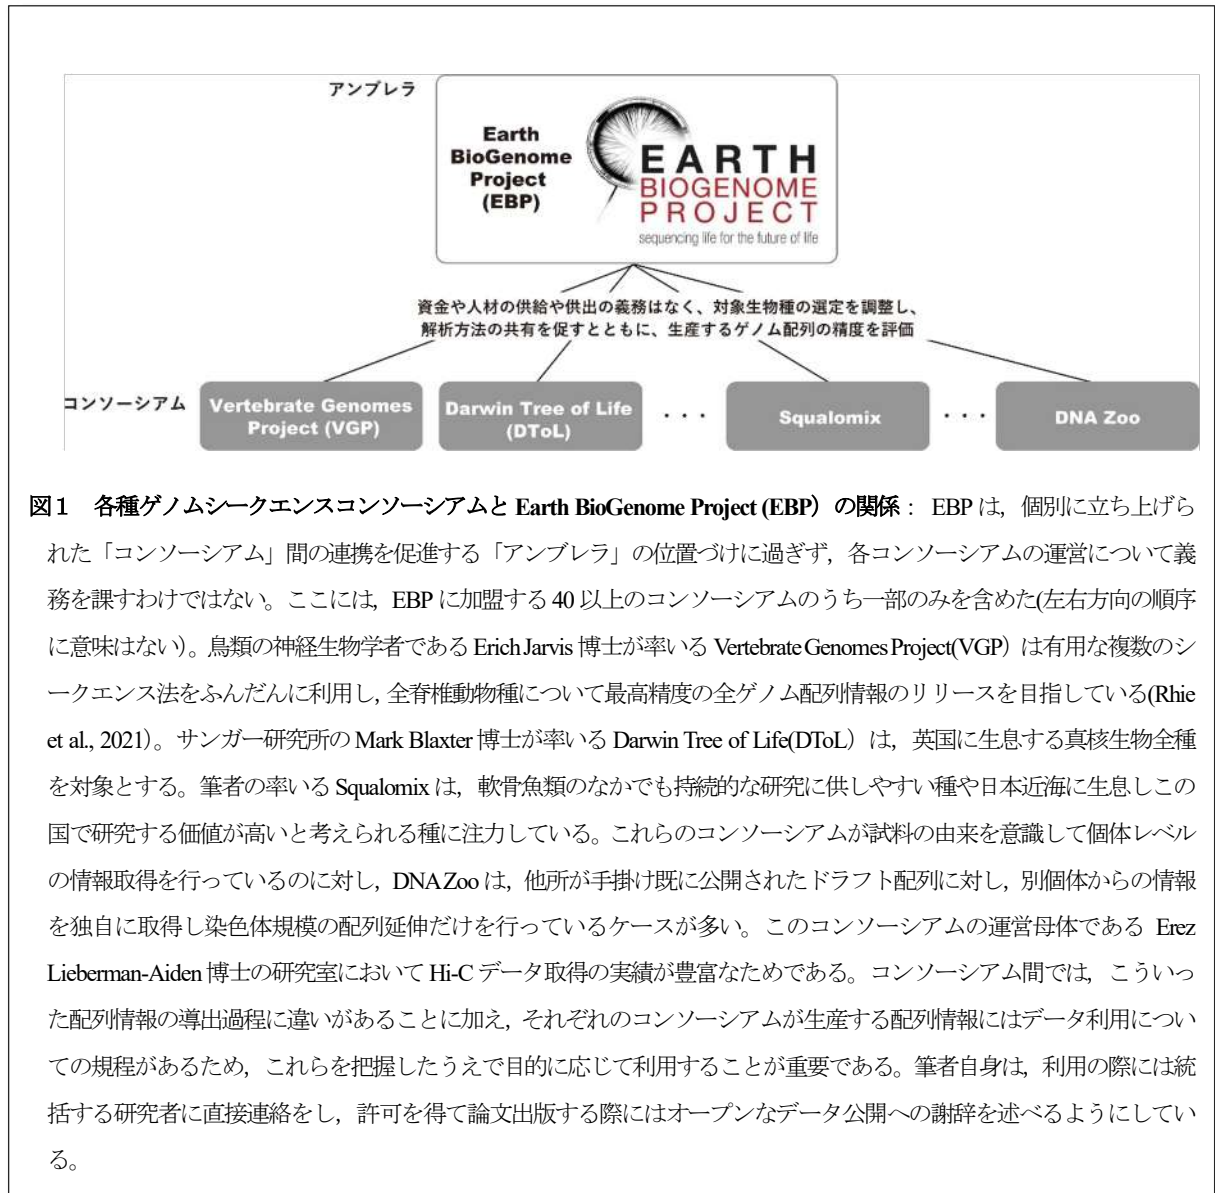 アンブレラ
Earth
BioGenome
Project
(EBP)
EARTH
BIOGENOME
PROJECT
sequencing life for the future of life
資金や人材の供給や供出の義務はなく、対象生物種の選定を調整し、
解析方法の共有を促すとともに、生産するゲノム配列の精度を評価
コンソーシアム
Vertebrate Genomes
Project (VGP)
Darwin Tree of Life
(DToL)
・・・
Squalomix
・・・
DNA Zoo
図1　各種ゲノムシークエンスコンソーシアムと Earth BioGenome Project (EBP）の関係： EBP は，個別に立ち上げら
れた「コンソーシアム」間の連携を促進する「アンブレラ」の位置づけに過ぎず，各コンソーシアムの運営について義
務を課すわけではない。ここには，EBP に加盟する 40 以上のコンソーシアムのうち一部のみを含めた(左右方向の順序
に意味はない）。鳥類の神経生物学者である Erich Jarvis 博士が率いる Vertebrate Genomes Project(VGP）は有用な複数のシ
ークエンス法をふんだんに利用し，全脊椎動物種について最高精度の全ゲノム配列情報のリリースを目指している(Rhie
et al., 2021)。サンガー研究所の Mark Blaxter 博士が率いる Darwin Tree of Life(DToL）は，英国に生息する真核生物全種
を対象とする。筆者の率いる Squalomix は，軟骨魚類のなかでも持続的な研究に供しやすい種や日本近海に生息しこの
国で研究する価値が高いと考えられる種に注力している。これらのコンソーシアムが試料の由来を意識して個体レベル
の情報取得を行っているのに対し，DNA Zoo は，他所が手掛け既に公開されたドラフト配列に対し，別個体からの情報
を独自に取得し染色体規模の配列延伸だけを行っているケースが多い。このコンソーシアムの運営母体である Erez
Lieberman-Aiden 博士の研究室において Hi-C データ取得の実績が豊富なためである。コンソーシアム間では，こういっ
た配列情報の導出過程に違いがあることに加え，それぞれのコンソーシアムが生産する配列情報にはデータ利用につい
ての規程があるため，これらを把握したうえで目的に応じて利用することが重要である。筆者自身は，利用の際には統
括する研究者に直接連絡をし，許可を得て論文出版する際にはオープンなデータ公開への謝辞を述べるようにしてい
る。